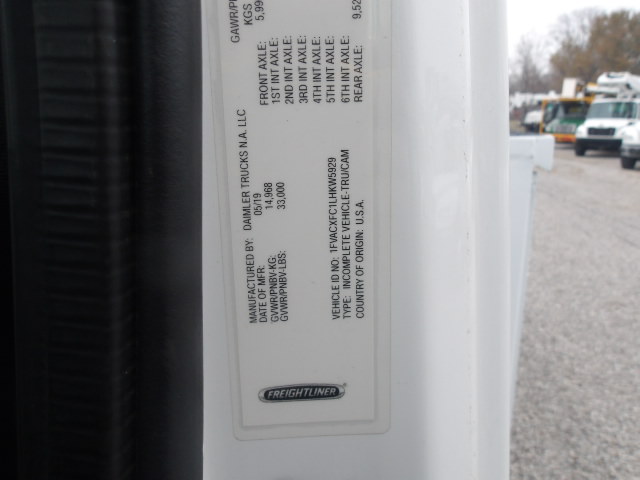 MANUFACTURED BY: DAIMLER TRUCKS N.A. LLC
DATE OF MFR: 05/19
GVWR/PNBV-KG: 14,968
GVWR/PNBV-LBS: 33,000
VEHICLE ID NO: 1FVACXFC1LHKW5929
TYPE: INCOMPLETE VEHICLE-TRU/CAM
COUNTRY OF ORIGIN: U.S.A.
KGS
FRONT AXLE: 5,99
1ST INT AXLE:
2ND INT AXLE:
3RD INT AXLE:
4TH INT AXLE:
5TH INT AXLE:
6TH INT AXLE:
REAR AXLE: 9,52
FREIGHTLINER